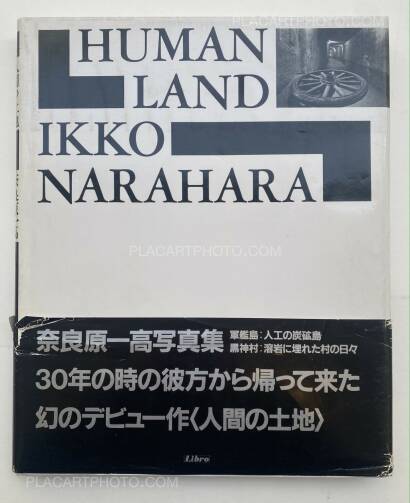 PLACARTPHOTO.COM
HUMAN
LAND
IKKO
NARAHARA
PLACARTPHOTO.COM
奈良原一高写真集
軍艦島:人工の炭砿島
黒神村:溶岩に埋れた村の日々
30年の時の彼方から帰って来た
幻のデビュー作〈人間の土地〉
Libro
PLACARTPHOTO.COM